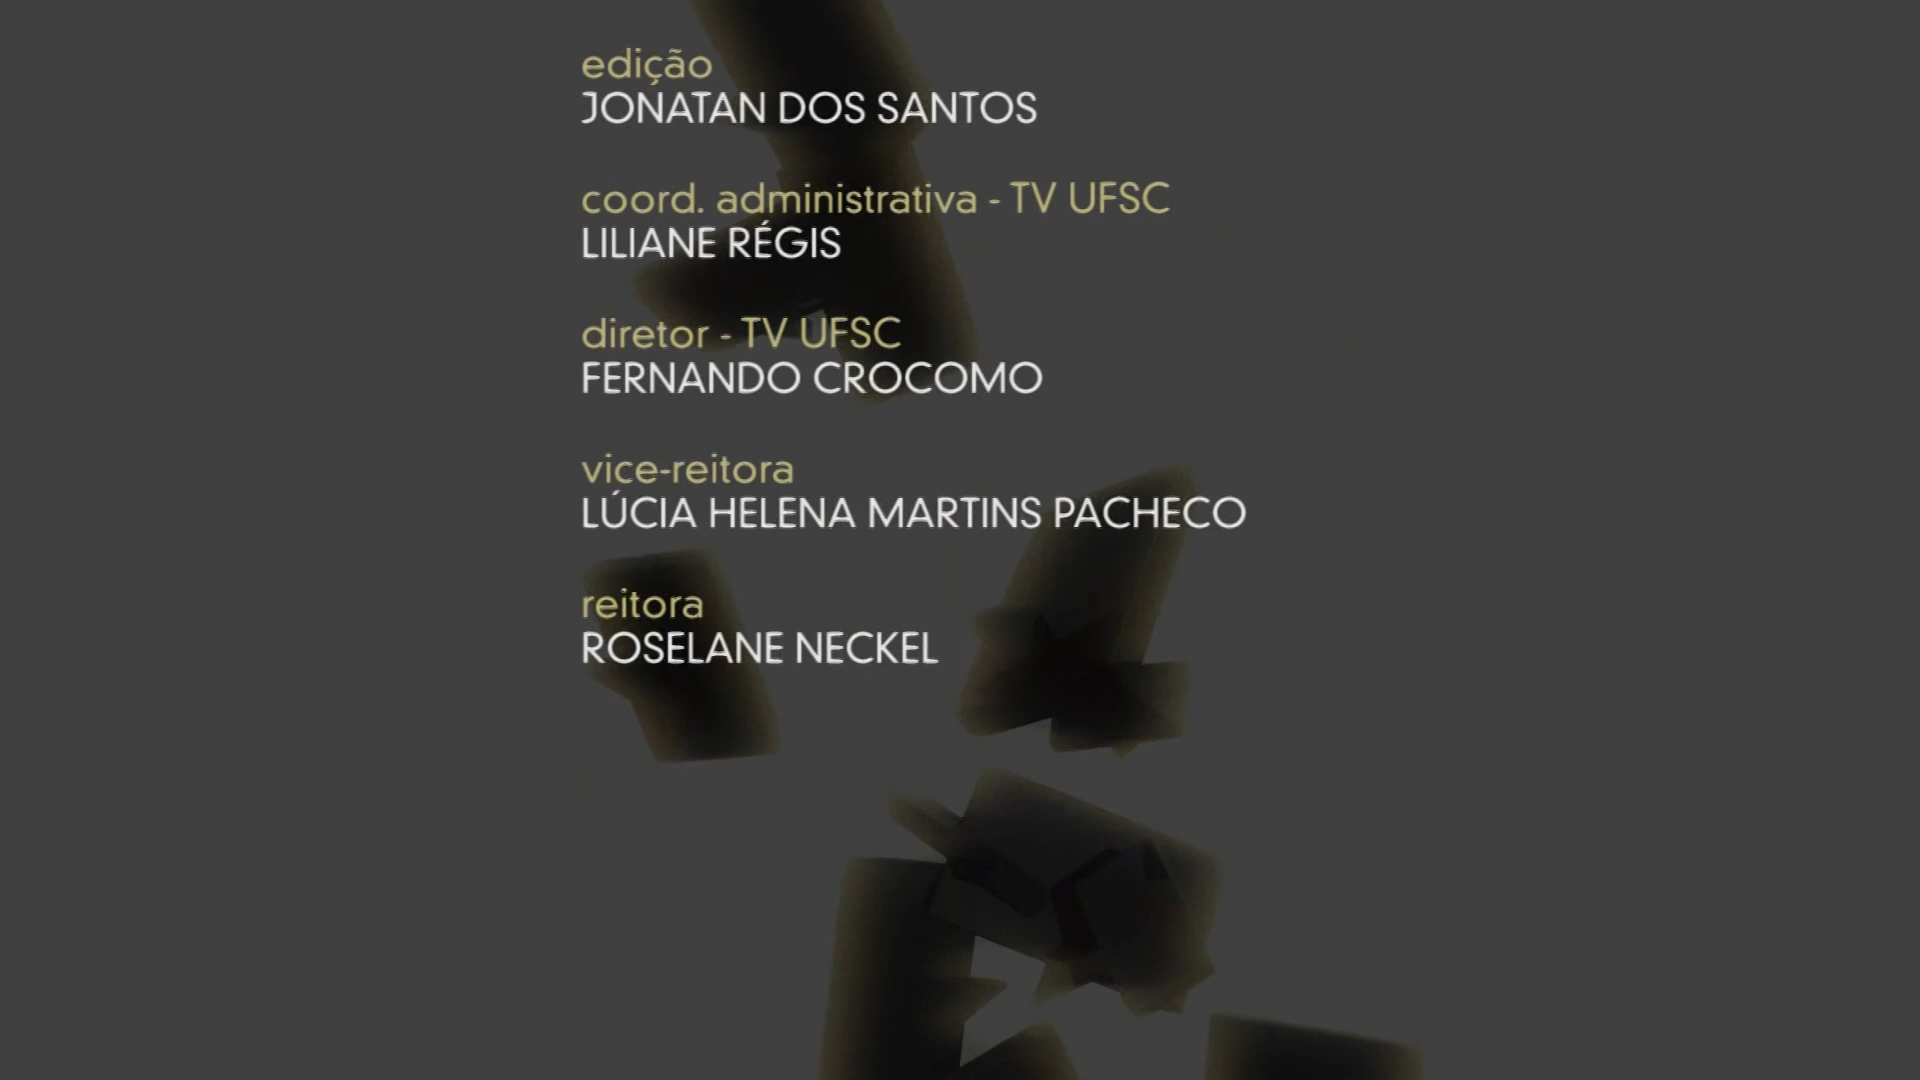 edição
JONATAN DOS SANTOS
coord. administrativa - TV UFSC
LILIANE RÉGIS
diretor - TV UFSC
FERNANDO CROCOMO
vice-reitora
LÚCIA HELENA MARTINS PACHECO
reitora
ROSELANE NECKEL